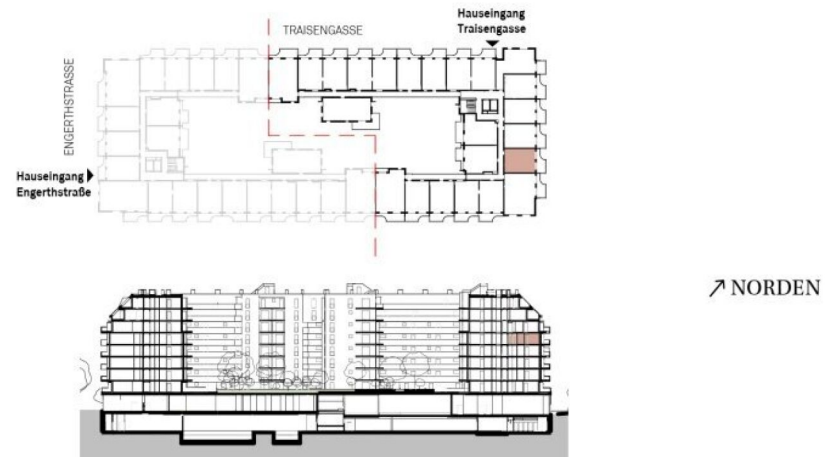 TRAISENGASSE
Hauseingang
Traisengasse
ENGERTHSTRASSE
Hauseingang
Engerthstraße
↗ NORDEN